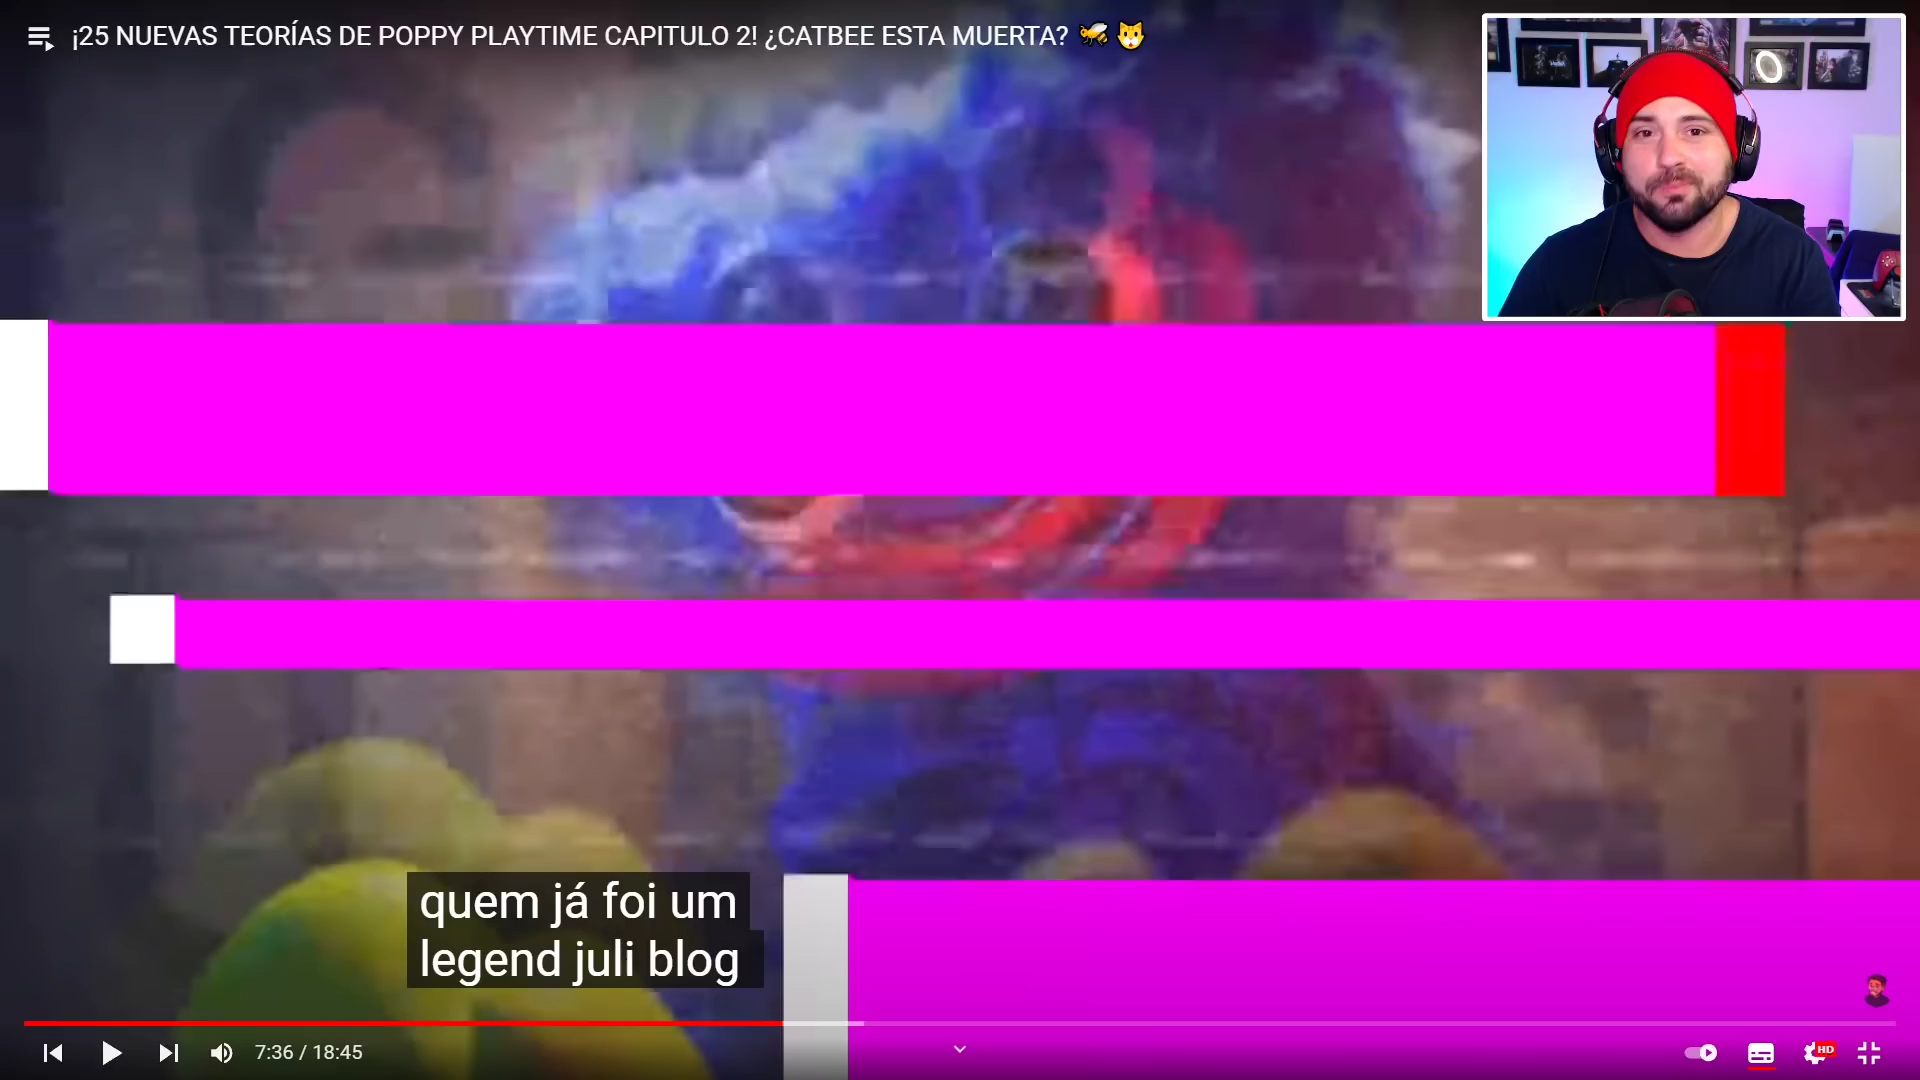 ¡25 NUEVAS TEORÍAS DE POPPY PLAYTIME CAPITULO 2! ¿CATBEE ESTA MUERTA? 🐝 🐱
quem já foi um
legend juli blog
7:36 / 18:45
HD